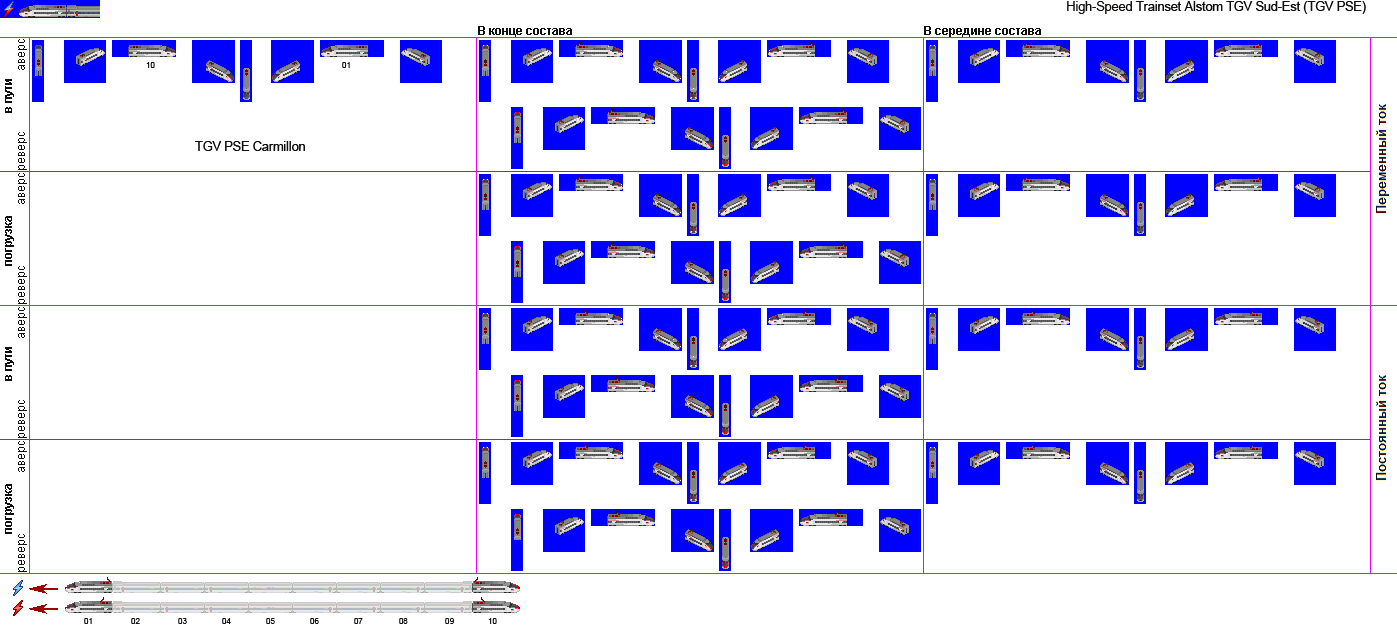 High-Speed Trainset Alstom TGV Sud-Est (TGV PSE)
В конце состава
В середине состава
в пути
аверс
реверс
10
01
TGV PSE Carmillon
погрузка
аверс
реверс
Переменный ток
в пути
аверс
реверс
погрузка
аверс
реверс
Постоянный ток
01 02 03 04 05 06 07 08 09 10